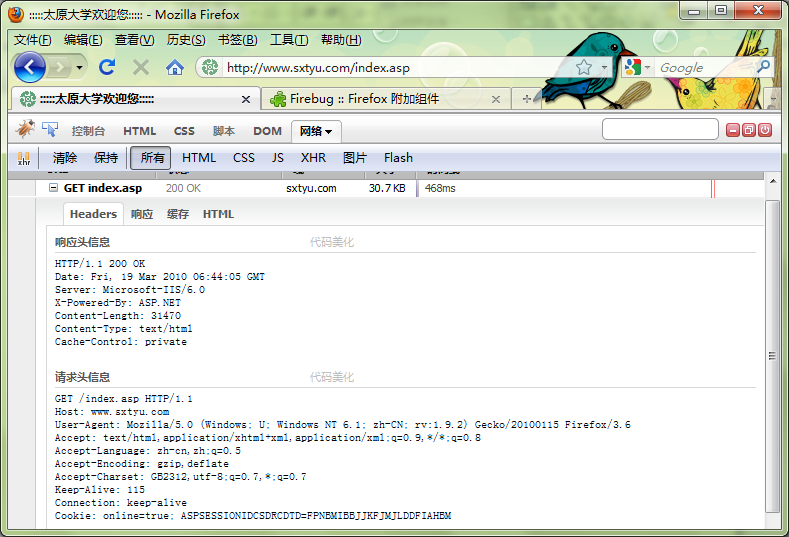 :::::太原大学欢迎您::::: - Mozilla Firefox
文件(F) 编辑(E) 查看(V) 历史(S) 书签(B) 工具(T) 帮助(H)
http://www.sxtyu.com/index.asp
Google
:::::太原大学欢迎您:::::
Firebug :: Firefox 附加组件
控制台 HTML CSS 脚本 DOM 网络
xhr 清除 保持 所有 HTML CSS JS XHR 图片 Flash
GET index.asp 200 OK sxtyu.com 30.7 KB 468ms
Headers 响应 缓存 HTML
响应头信息 代码美化
HTTP/1.1 200 OK
Date: Fri, 19 Mar 2010 06:44:05 GMT
Server: Microsoft-IIS/6.0
X-Powered-By: ASP.NET
Content-Length: 31470
Content-Type: text/html
Cache-Control: private
请求头信息 代码美化
GET /index.asp HTTP/1.1
Host: www.sxtyu.com
User-Agent: Mozilla/5.0 (Windows; U; Windows NT 6.1; zh-CN; rv:1.9.2) Gecko/20100115 Firefox/3.6
Accept: text/html,application/xhtml+xml,application/xml;q=0.9,*/*;q=0.8
Accept-Language: zh-cn,zh;q=0.5
Accept-Encoding: gzip,deflate
Accept-Charset: GB2312,utf-8;q=0.7,*;q=0.7
Keep-Alive: 115
Connection: keep-alive
Cookie: online=true; ASPSESSIONIDCSDRCDTD=FPNBMIBBJJKFJMJLDDFIAHBM